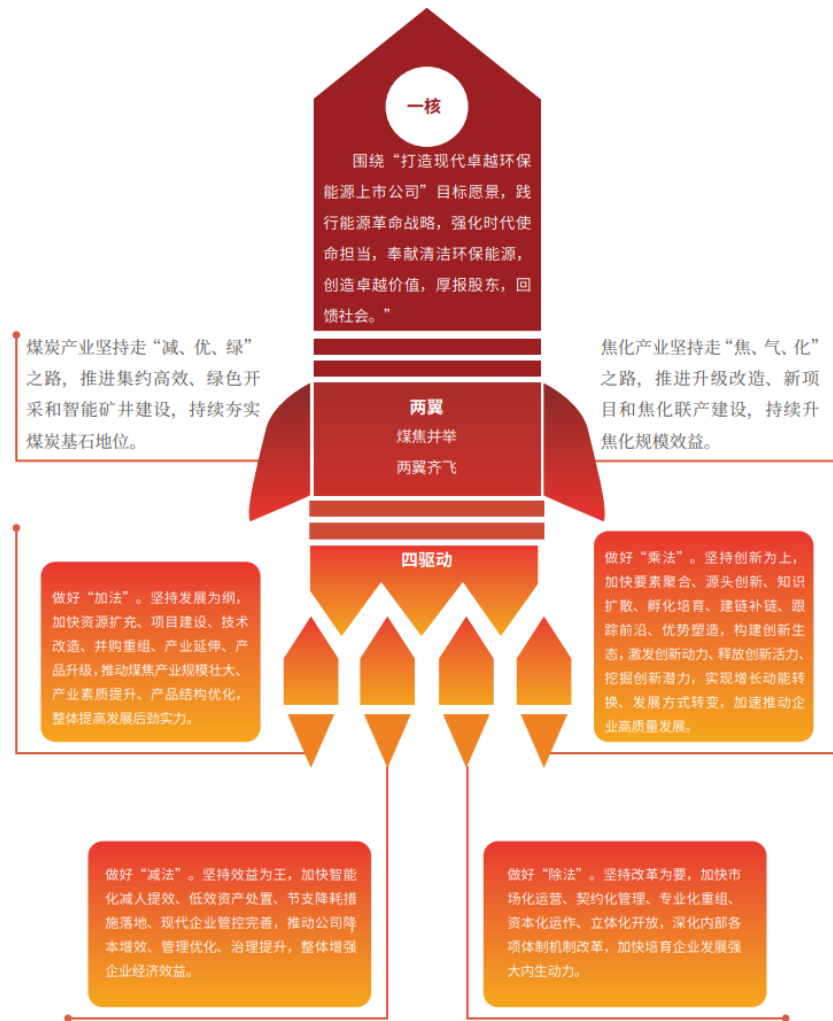 一核
围绕“打造现代卓越环保
能源上市公司”目标愿景，践
行能源革命战略，强化时代使
命担当，奉献清洁环保能源，
创造卓越价值，厚报股东，回
馈社会。”
煤炭产业坚持走“减、优、绿”
之路，推进集约高效、绿色开
采和智能矿井建设，持续夯实
煤炭基石地位。
焦化产业坚持走“焦、气、化”
之路，推进升级改造、新项
目和焦化联产建设，持续升
焦化规模效益。
两翼
煤焦并举
两翼齐飞
四驱动
做好“加法”。坚持发展为纲，
加快资源扩充、项目建设、技术
改造、并购重组、产业延伸、产
品升级，推动煤焦产业规模壮大、
产业素质提升、产品结构优化，
整体提高发展后劲实力。
做好“乘法”。坚持创新为上，
加快要素聚合、源头创新、知识
扩散、孵化培育、建链补链、跟
踪前沿、优势塑造，构建创新生
态，激发创新动力、释放创新活力、
挖掘创新潜力，实现增长动能转
换、发展方式转变，加速推动企
业高质量发展。
做好“减法”。坚持效益为王，加快智能
化减人提效、低效资产处置、节支降耗措
施落地、现代企业管控完善，推动公司降
本增效、管理优化、治理提升，整体增强
企业经济效益。
做好“除法”。坚持改革为要，加快市
场化运营、契约化管理、专业化重组、
资本化运作、立体化开放，深化内部各
项体制机制改革，加快培育企业发展强
大内生动力。